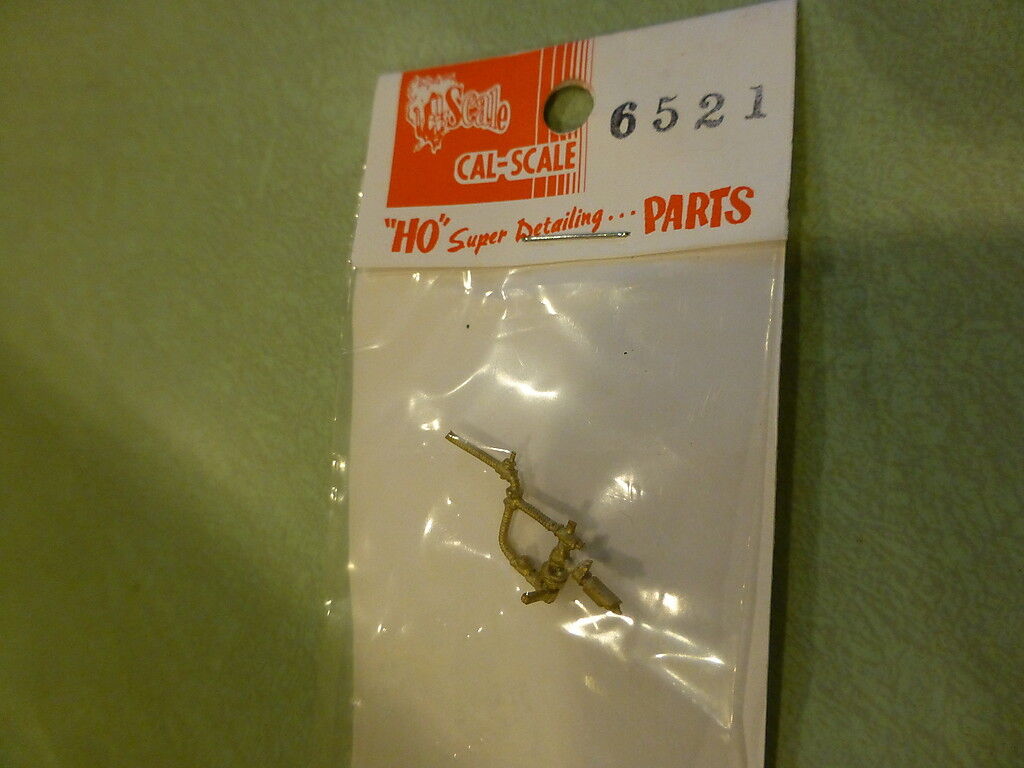 Scale
CAL-SCALE
6521
"HO" Super Detailing... PARTS